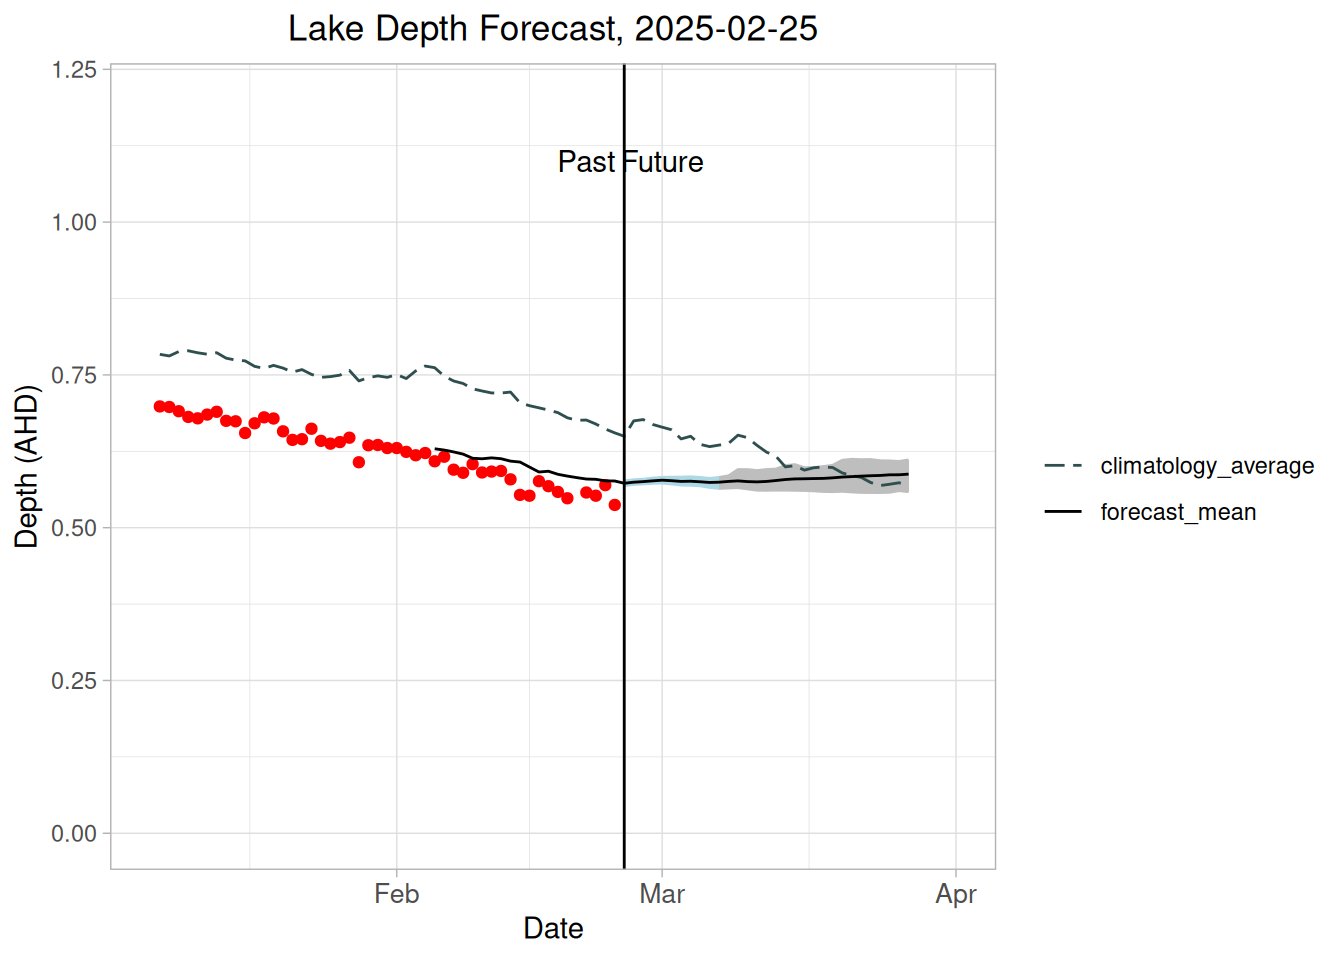 Lake Depth Forecast, 2025-02-25
1.25
Past Future
1.00
0.75
0.50
0.25
0.00
Depth (AHD)
climatology_average
forecast_mean
Feb Mar Apr
Date